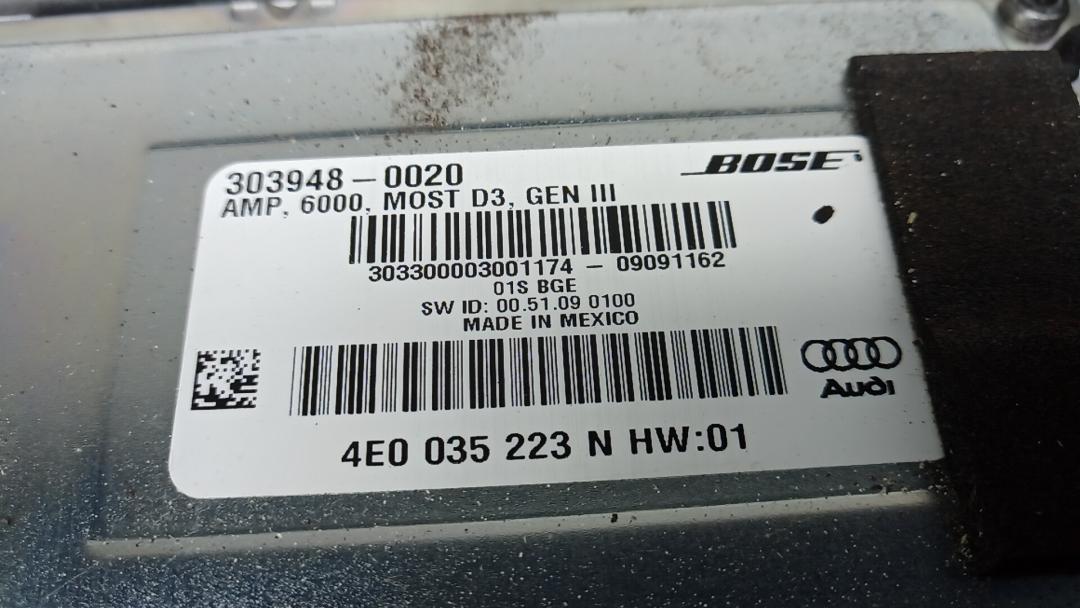 303948-0020
BOSE
AMP, 6000, MOST D3, GEN III
303300003001174 - 09091162
01S BGE
SW ID: 00.51.09 0100
MADE IN MEXICO
Audi
4E0 035 223 N HW:01